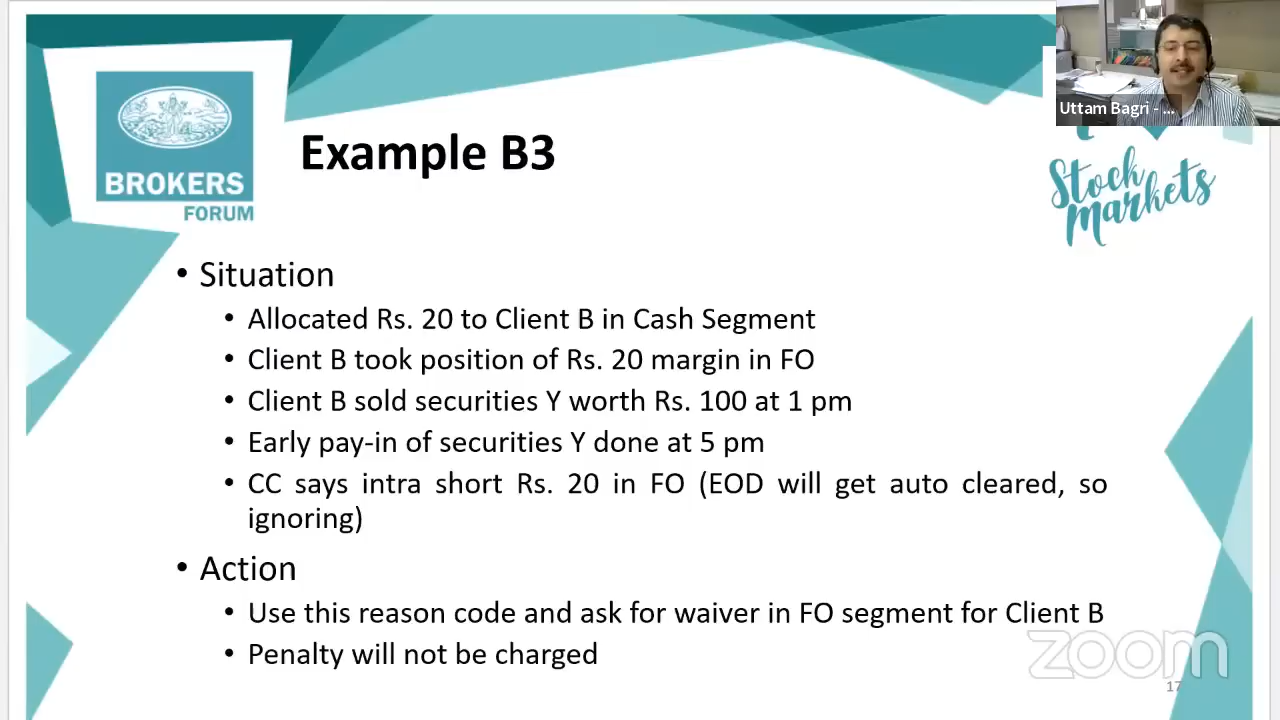 Uttam Bagri - ...
BROKERS
FORUM
Example B3
Stock
markets
• Situation
• Allocated Rs. 20 to Client B in Cash Segment
• Client B took position of Rs. 20 margin in FO
• Client B sold securities Y worth Rs. 100 at 1 pm
• Early pay-in of securities Y done at 5 pm
• CC says intra short Rs. 20 in FO (EOD will get auto cleared, so
ignoring)
• Action
• Use this reason code and ask for waiver in FO segment for Client B
• Penalty will not be charged
zoom
17